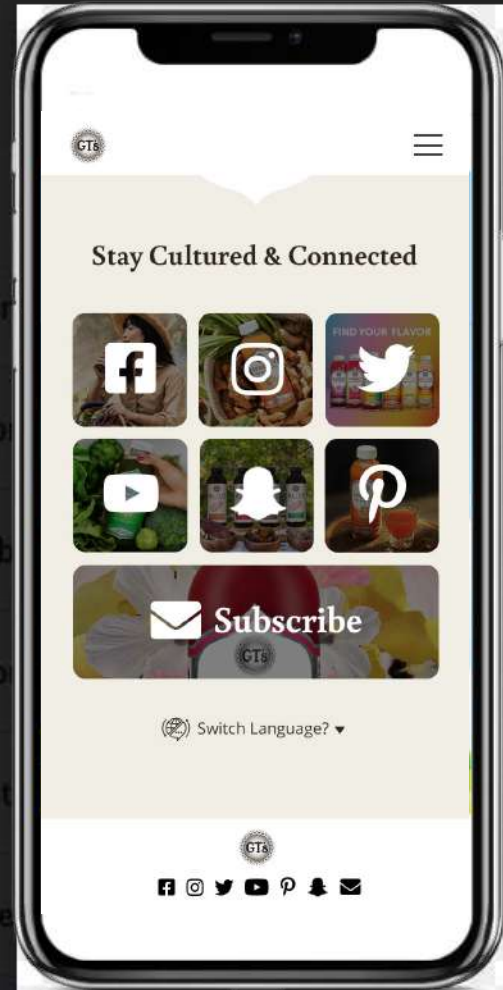 GT's
Stay Cultured & Connected
FIND YOUR FLAVOR
Subscribe
GT's
Switch Language?
GT's